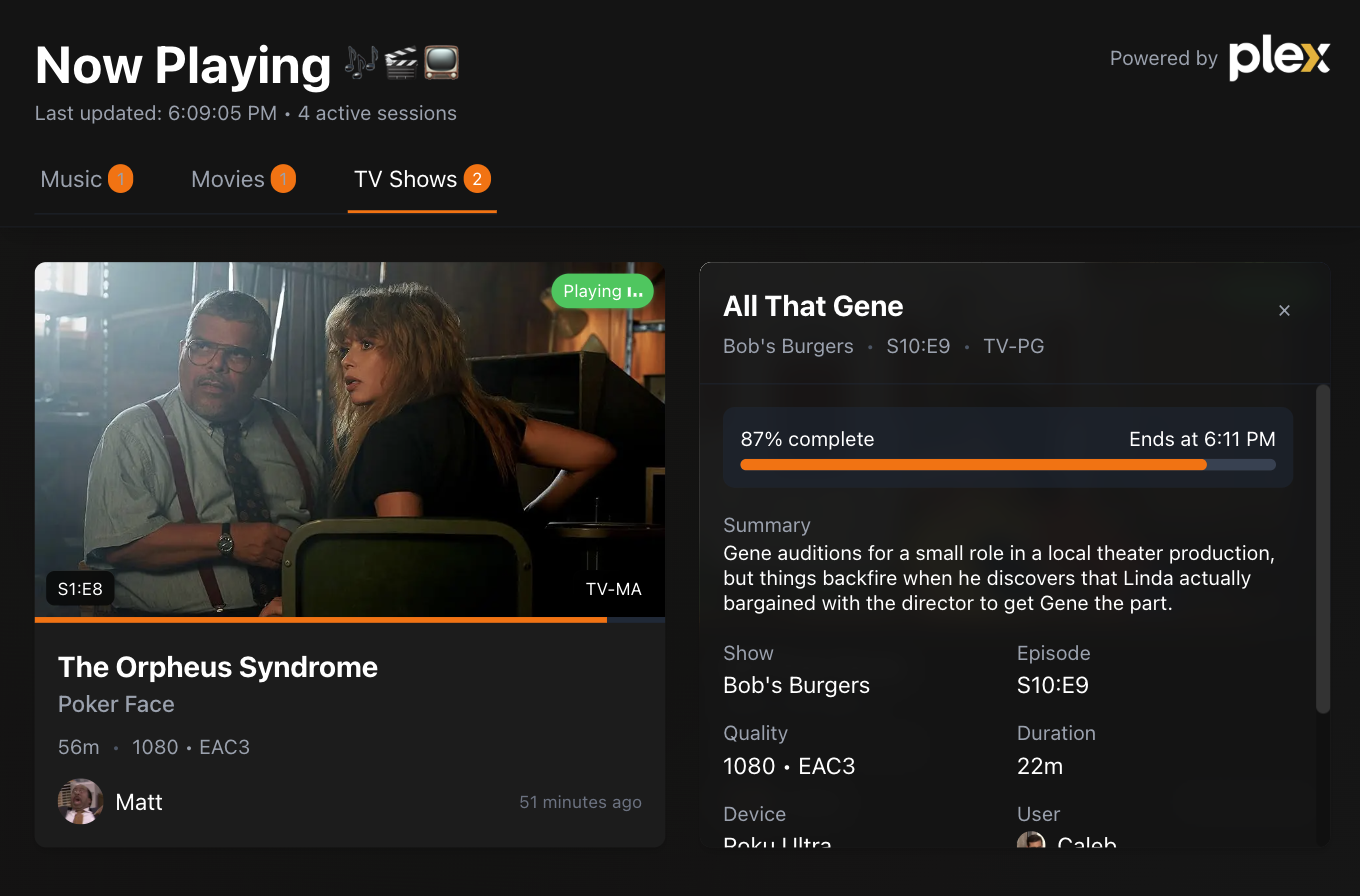 Now Playing
Powered by plex
Last updated: 6:09:05 PM • 4 active sessions
Music 1 Movies 1 TV Shows 2
Playing
S1:E8 TV-MA
The Orpheus Syndrome
Poker Face
56m • 1080 • EAC3
Matt 51 minutes ago
All That Gene ×
Bob's Burgers • S10:E9 • TV-PG
87% complete Ends at 6:11 PM
Summary
Gene auditions for a small role in a local theater production,
but things backfire when he discovers that Linda actually
bargained with the director to get Gene the part.
Show Episode
Bob's Burgers S10:E9
Quality Duration
1080 • EAC3 22m
Device User
Roku Ultra Caleb